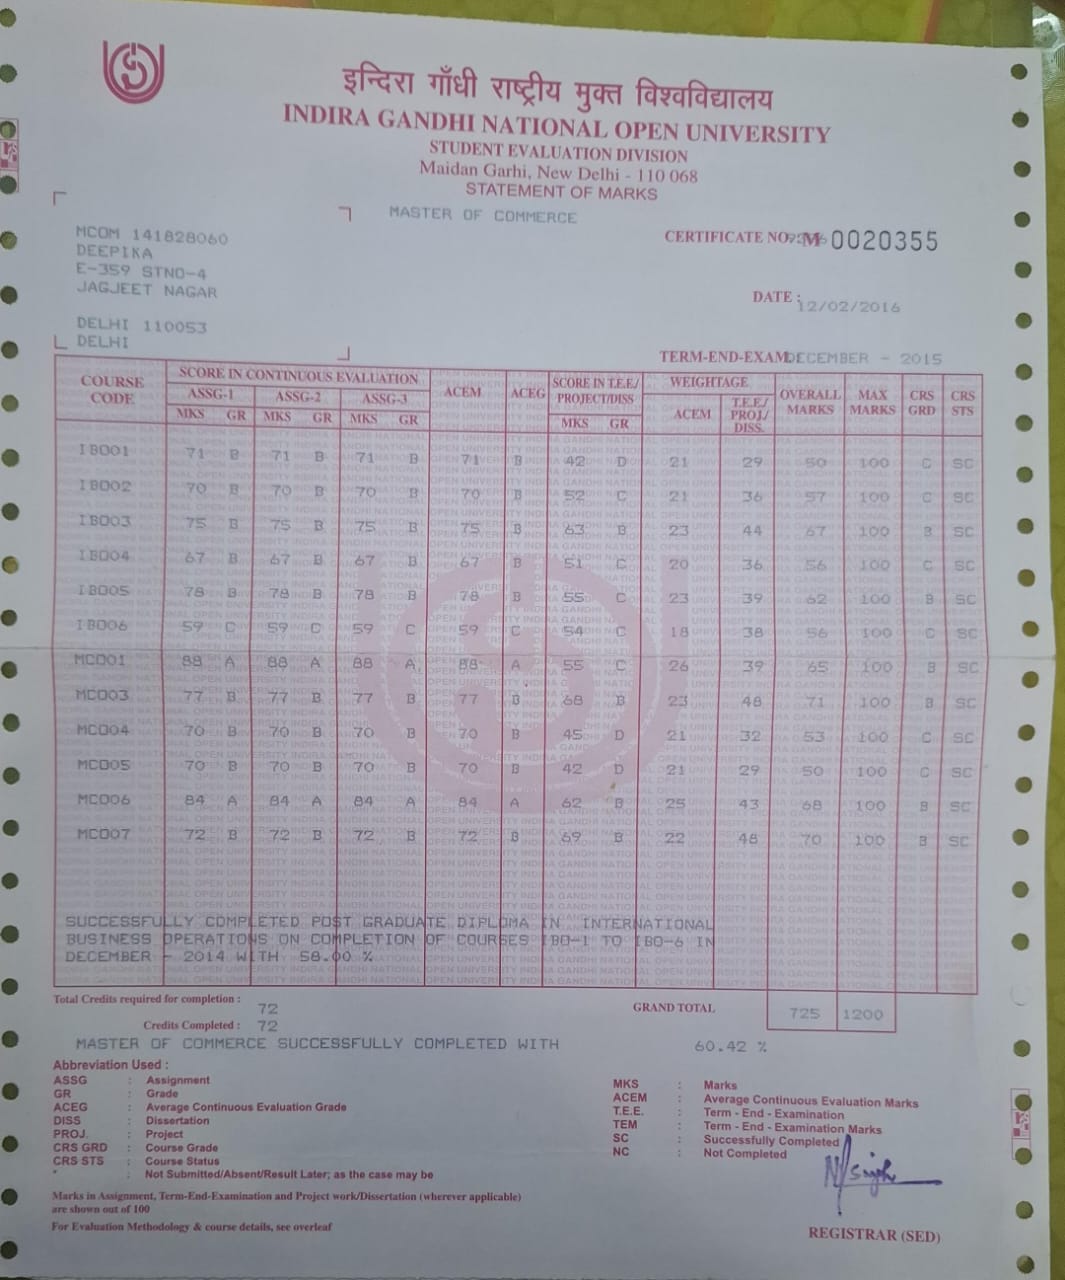 इन्दिरा गाँधी राष्ट्रीय मुक्त विश्वविद्यालय
INDIRA GANDHI NATIONAL OPEN UNIVERSITY
STUDENT EVALUATION DIVISION
Maidan Garhi, New Delhi - 110 068
STATEMENT OF MARKS
MASTER OF COMMERCE
MCOM 141828060
CERTIFICATE NO. M 0020355
DEEPIKA
E-359 STNO-4
JAGJEET NAGAR
DATE : 12/02/2016
DELHI 110053
DELHI
TERM-END-EXAM DECEMBER - 2015
COURSE CODE SCORE IN CONTINUOUS EVALUATION ACEM ACEG SCORE IN T.E.E./ PROJECT/DISS WEIGHTAGE OVERALL MARKS MAX MARKS CRS GRD CRS STS
ASSG-1 ASSG-2 ASSG-3 ACEM T.E.E./ PROJ./ DISS.
MKS GR MKS GR MKS GR MKS GR
IBO01 71 B 71 B 71 B 71 B 42 D 21 29 50 100 C SC
IBO02 70 B 70 B 70 B 70 B 52 C 21 36 57 100 C SC
IBO03 75 B 75 B 75 B 75 B 63 B 23 44 67 100 B SC
IBO04 67 B 67 B 67 B 67 B 51 C 20 36 56 100 C SC
IBO05 78 B 78 B 78 B 78 B 55 C 23 39 62 100 B SC
IBO06 59 C 59 C 59 C 59 C 54 C 18 38 56 100 C SC
MCO01 88 A 88 A 88 A 88 A 55 C 26 39 65 100 B SC
MCO03 77 B 77 B 77 B 77 B 68 B 23 48 71 100 B SC
MCO04 70 B 70 B 70 B 70 B 45 D 21 32 53 100 C SC
MCO05 70 B 70 B 70 B 70 B 42 D 21 29 50 100 C SC
MCO06 84 A 84 A 84 A 84 A 62 B 25 43 68 100 B SC
MCO07 72 B 72 B 72 B 72 B 69 B 22 48 70 100 B SC
SUCCESSFULLY COMPLETED POST GRADUATE DIPLOMA IN INTERNATIONAL
BUSINESS OPERATIONS ON COMPLETION OF COURSES IBO-1 TO IBO-6 IN
DECEMBER - 2014 WITH 58.00 %
Total Credits required for completion : 72
GRAND TOTAL 725 1200
Credits Completed : 72
MASTER OF COMMERCE SUCCESSFULLY COMPLETED WITH 60.42 %
Abbreviation Used :
ASSG : Assignment
GR : Grade
ACEG : Average Continuous Evaluation Grade
DISS : Dissertation
PROJ. : Project
CRS GRD : Course Grade
CRS STS : Course Status
* : Not Submitted/Absent/Result Later; as the case may be
MKS : Marks
ACEM : Average Continuous Evaluation Marks
T.E.E. : Term - End - Examination
TEM : Term - End - Examination Marks
SC : Successfully Completed
NC : Not Completed
Marks in Assignment, Term-End-Examination and Project work/Dissertation (wherever applicable)
are shown out of 100
For Evaluation Methodology & course details, see overleaf
REGISTRAR (SED)